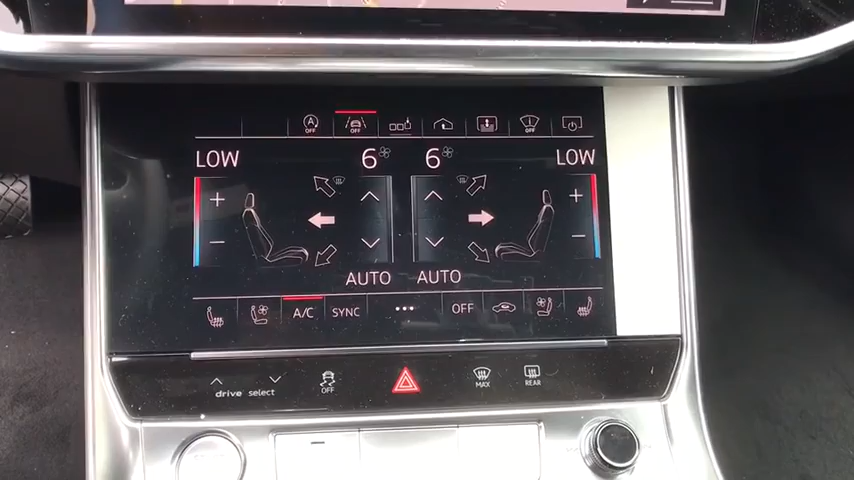 A OFF OFF OFF
LOW 6 6 LOW
+ +
- -
AUTO AUTO
A/C SYNC ... OFF
drive select OFF MAX REAR